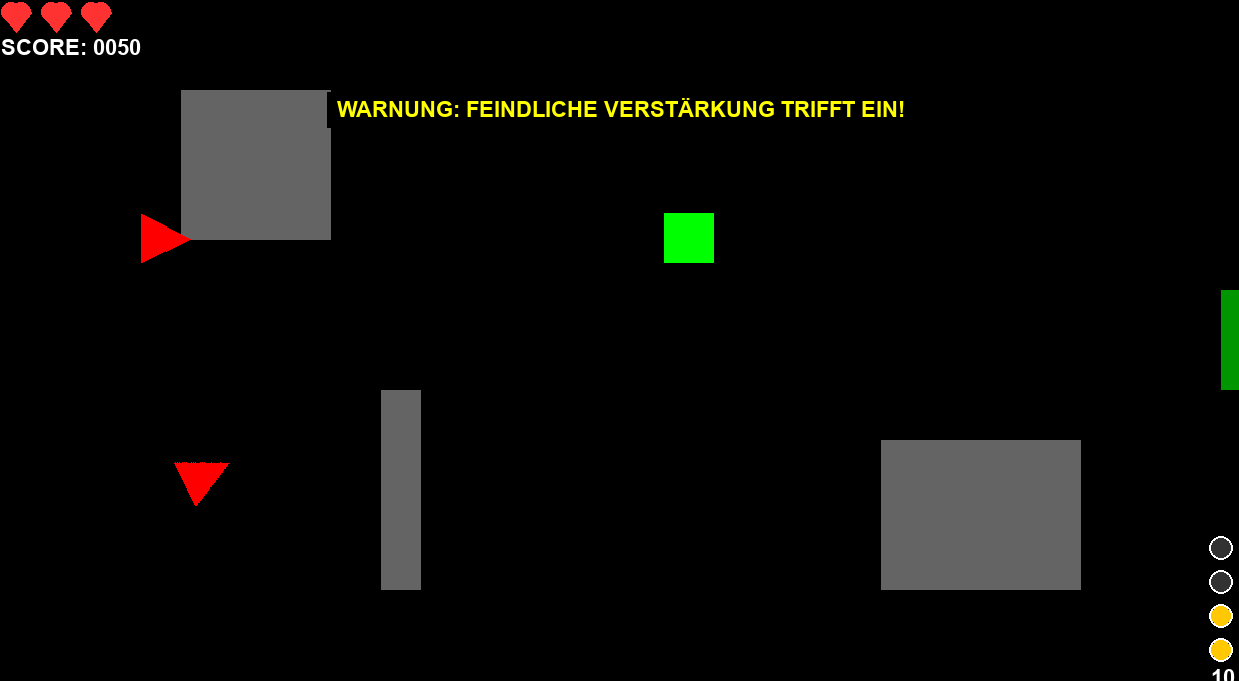 SCORE: 0050
WARNUNG: FEINDLICHE VERSTÄRKUNG TRIFFT EIN!
10